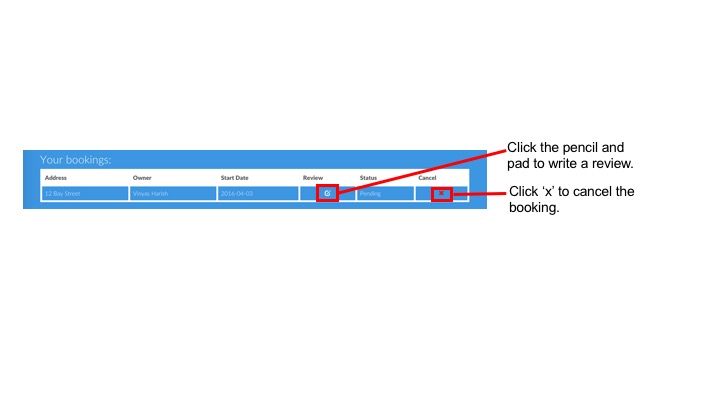 Your bookings:
Address Owner Start Date Review Status Cancel
12 Bay Street Vinyas Harish 2016-04-03 Pending
Click the pencil and
pad to write a review.
Click ‘x’ to cancel the
booking.